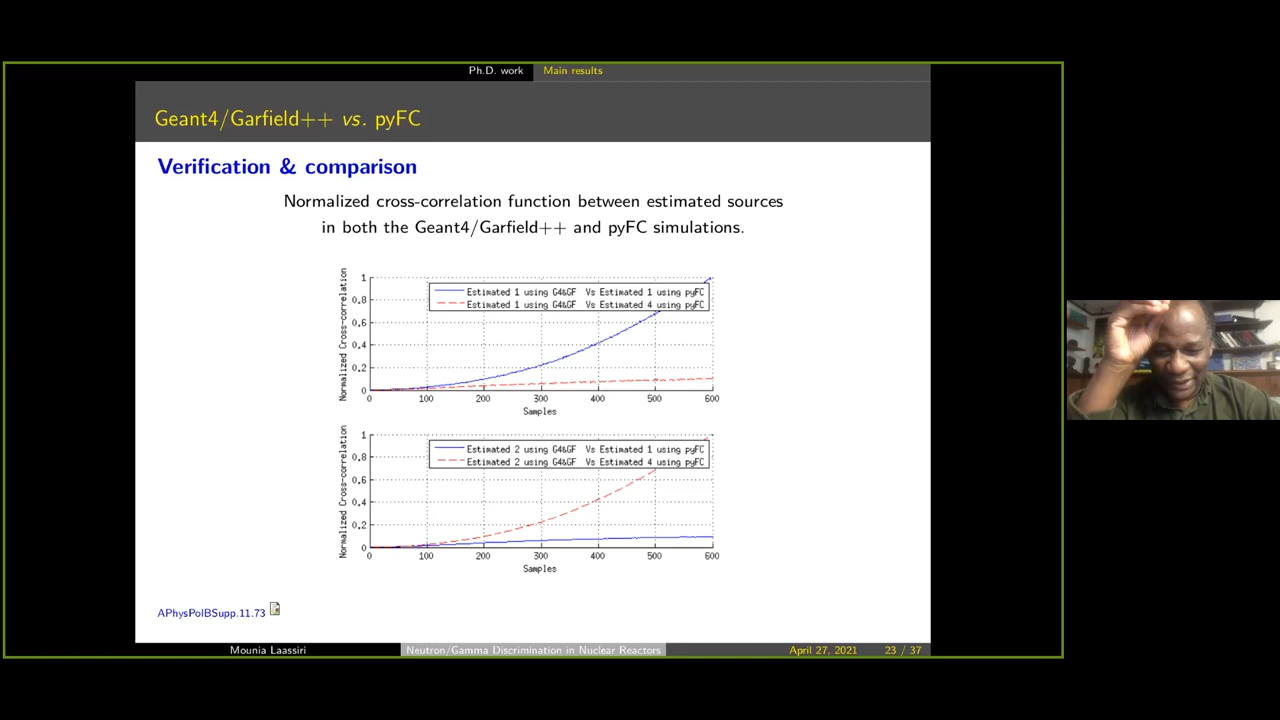 Ph.D. work Main results
Geant4/Garfield++ vs. pyFC
Verification & comparison
Normalized cross-correlation function between estimated sources
in both the Geant4/Garfield++ and pyFC simulations.
Normalized Cross-correlation
1
0.8
0.6
0.4
0.2
0
Estimated 1 using G4&GF Vs Estimated 1 using pyFC
Estimated 1 using G4&GF Vs Estimated 4 using pyFC
0 100 200 300 400 500 600
Samples
Normalized Cross-correlation
1
0.8
0.6
0.4
0.2
0
Estimated 2 using G4&GF Vs Estimated 1 using pyFC
Estimated 2 using G4&GF Vs Estimated 4 using pyFC
0 100 200 300 400 500 600
Samples
APhysPolBSupp.11.73
Mounia Laassiri Neutron/Gamma Discrimination in Nuclear Reactors April 27, 2021 23 / 37